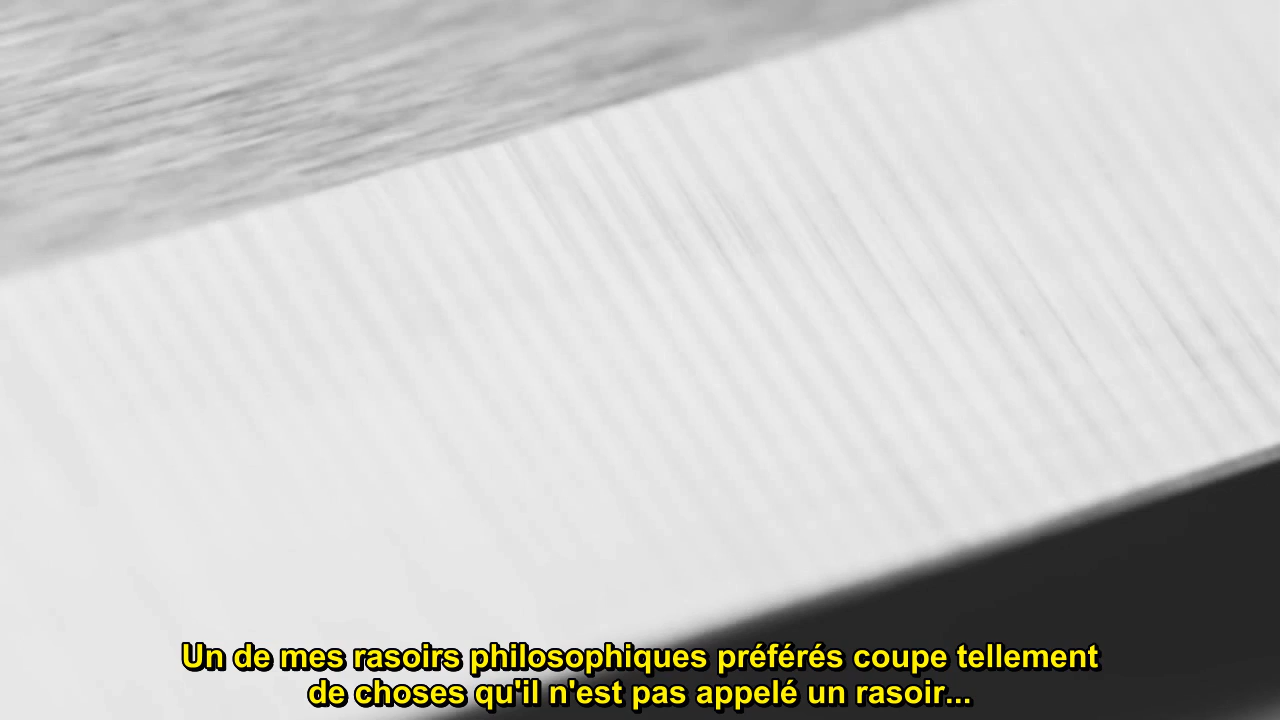 Un de mes rasoirs philosophiques préférés coupe tellement
de choses qu'il n'est pas appelé un rasoir...